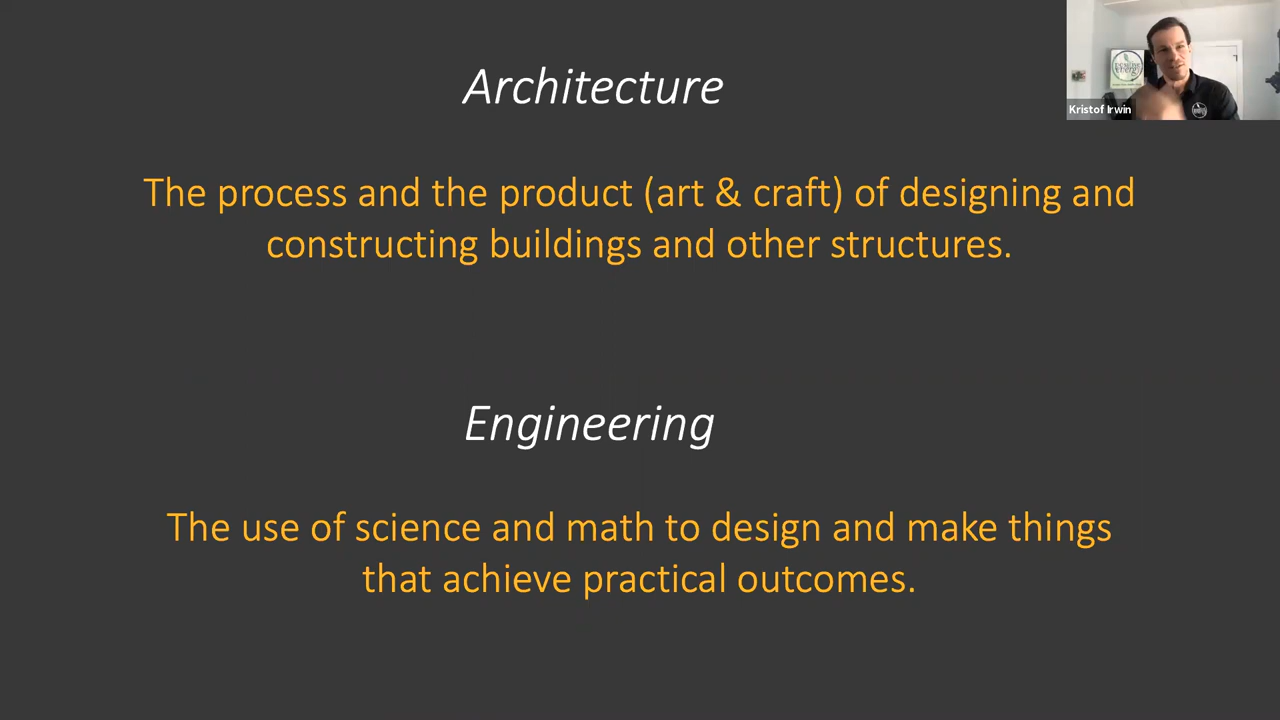 Architecture
Kristof Irwin
The process and the product (art & craft) of designing and
constructing buildings and other structures.
Engineering
The use of science and math to design and make things
that achieve practical outcomes.